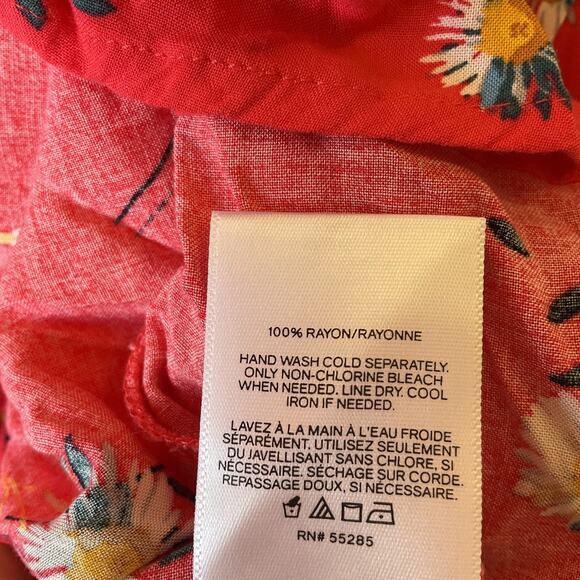 100% RAYON/RAYONNE
HAND WASH COLD SEPARATELY.
ONLY NON-CHLORINE BLEACH
WHEN NEEDED. LINE DRY. COOL
IRON IF NEEDED.
LAVEZ À LA MAIN À L'EAU FROIDE
SÉPARÉMENT, UTILISEZ SEULEMENT
DU JAVELLISANT SANS CHLORE, SI
NÉCESSAIRE. SÉCHAGE SUR CORDE.
REPASSAGE DOUX, SI NÉCESSAIRE.
RN# 55285